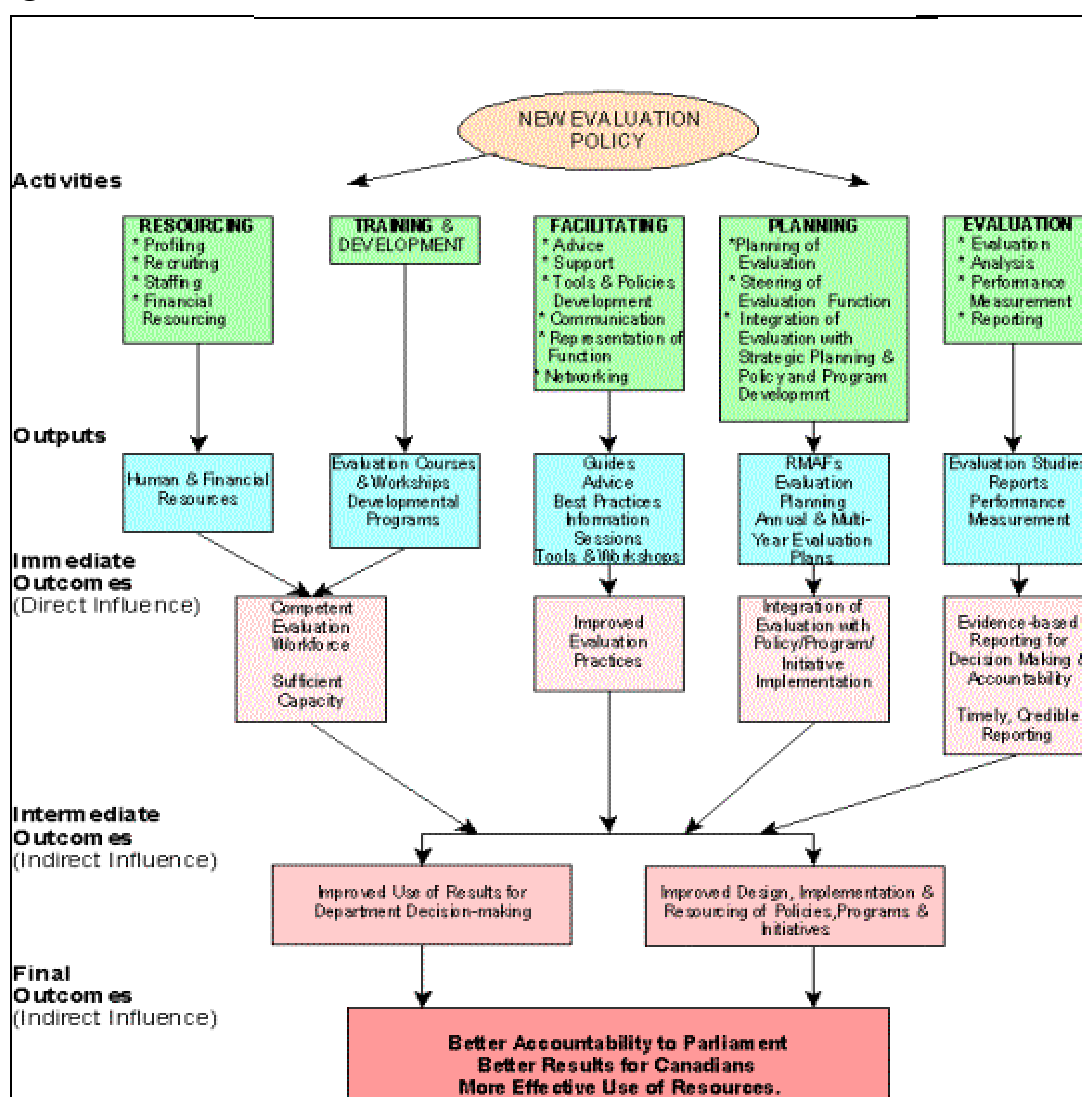 NEW EVALUATION
POLICY
Activities
RESOURCING
* Profiling
* Recruiting
* Staffing
* Financial
Resourcing
TRAINING &
DEVELOPMENT
FACILITATING
* Advice
* Support
* Tools & Policies
Development
* Communication
* Representation of
Function
* Networking
PLANNING
*Planning of
Evaluation
* Steering of
Evaluation Function
* Integration of
Evaluation with
Strategic Planning &
Policy and Program
Developmnt
EVALUATION
* Evaluation
* Analysis
* Performance
Measurement
* Reporting
Outputs
Human & Financial
Resources
Evaluation Courses
& Workships
Developmental
Programs
Guides
Advice
Best Practices
Information
Sessions
Tools & Workshops
RMAFs
Evaluation
Planning
Annual & Multi-
Year Evaluation
Plans
Evaluation Studies
Reports
Performance
Measurement
Immediate
Outcomes
(Direct Influence)
Competent
Evaluation
Workforce
Sufficient
Capacity
Improved
Evaluation
Practices
Integration of
Evaluation with
Policy/Program/
Initiative
Implementation
Evidence-based
Reporting for
Decision Making &
Accountability
Timely, Credible
Reporting
Intermediate
Outcomes
(Indirect Influence)
Improved Use of Results for
Department Decision-making
Improved Design, Implementation &
Resourcing of Policies,Programs &
Initiatives
Final
Outcomes
(Indirect Influence)
Better Accountability to Parliament
Better Results for Canadians
More Effective Use of Resources.